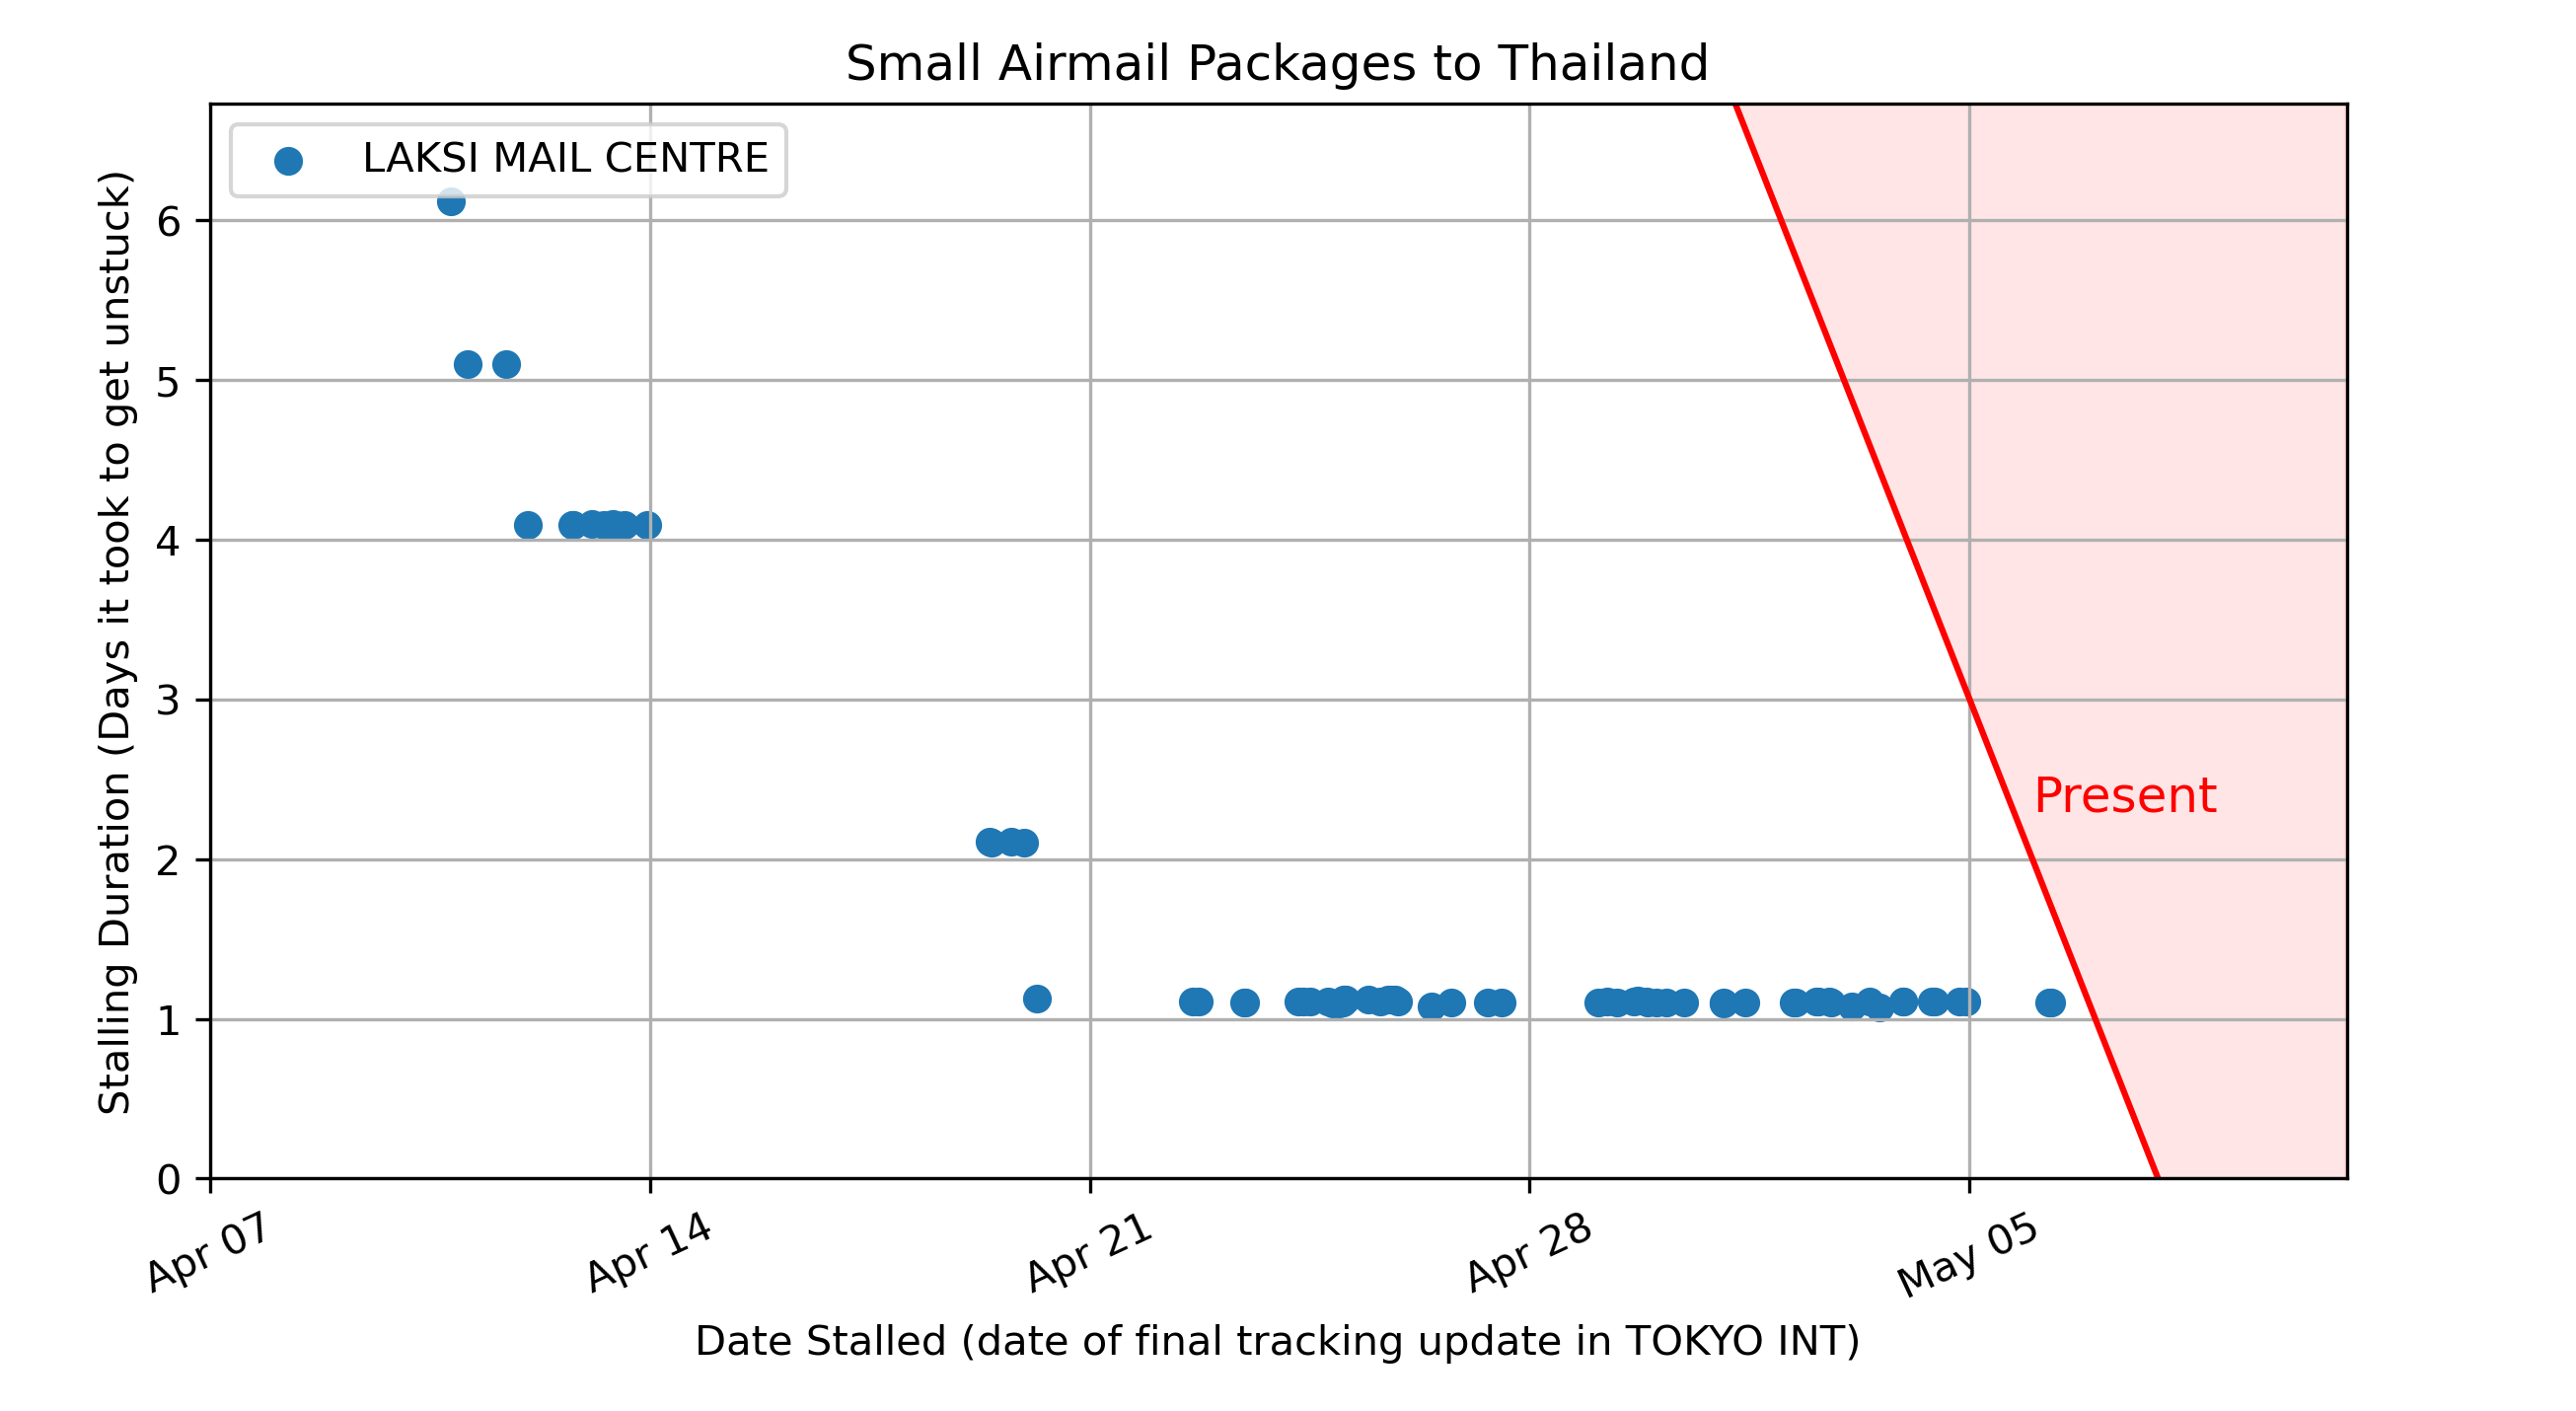 Small Airmail Packages to Thailand
LAKSI MAIL CENTRE
Stalling Duration (Days it took to get unstuck)
6
5
4
3
2
1
0
Present
Apr 07
Apr 14
Apr 21
Apr 28
May 05
Date Stalled (date of final tracking update in TOKYO INT)